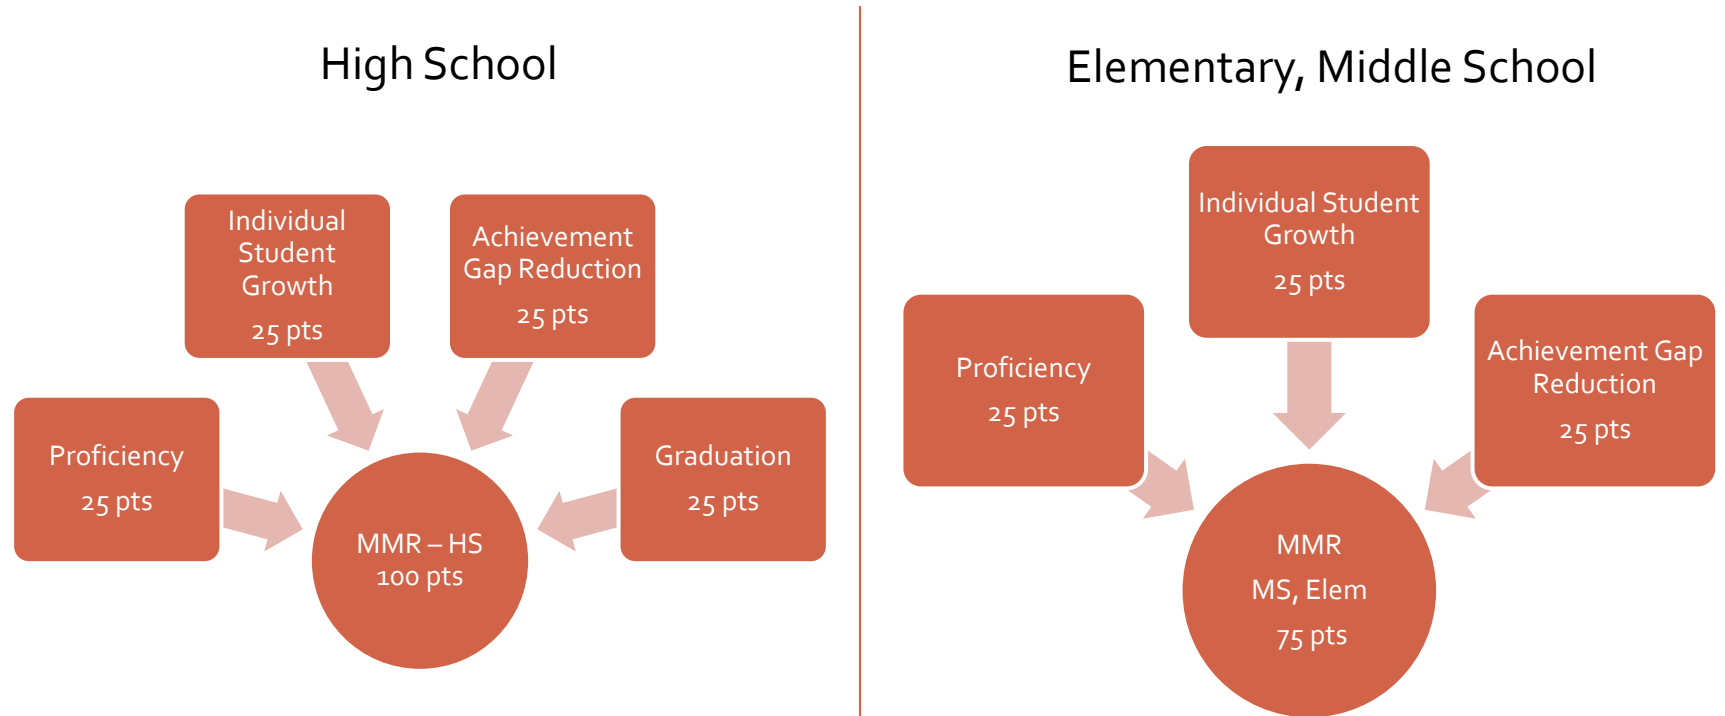 High School
Individual
Student
Growth
25 pts
Achievement
Gap Reduction
25 pts
Proficiency
25 pts
Graduation
25 pts
MMR – HS
100 pts
Elementary, Middle School
Individual Student
Growth
25 pts
Proficiency
25 pts
Achievement Gap
Reduction
25 pts
MMR
MS, Elem
75 pts